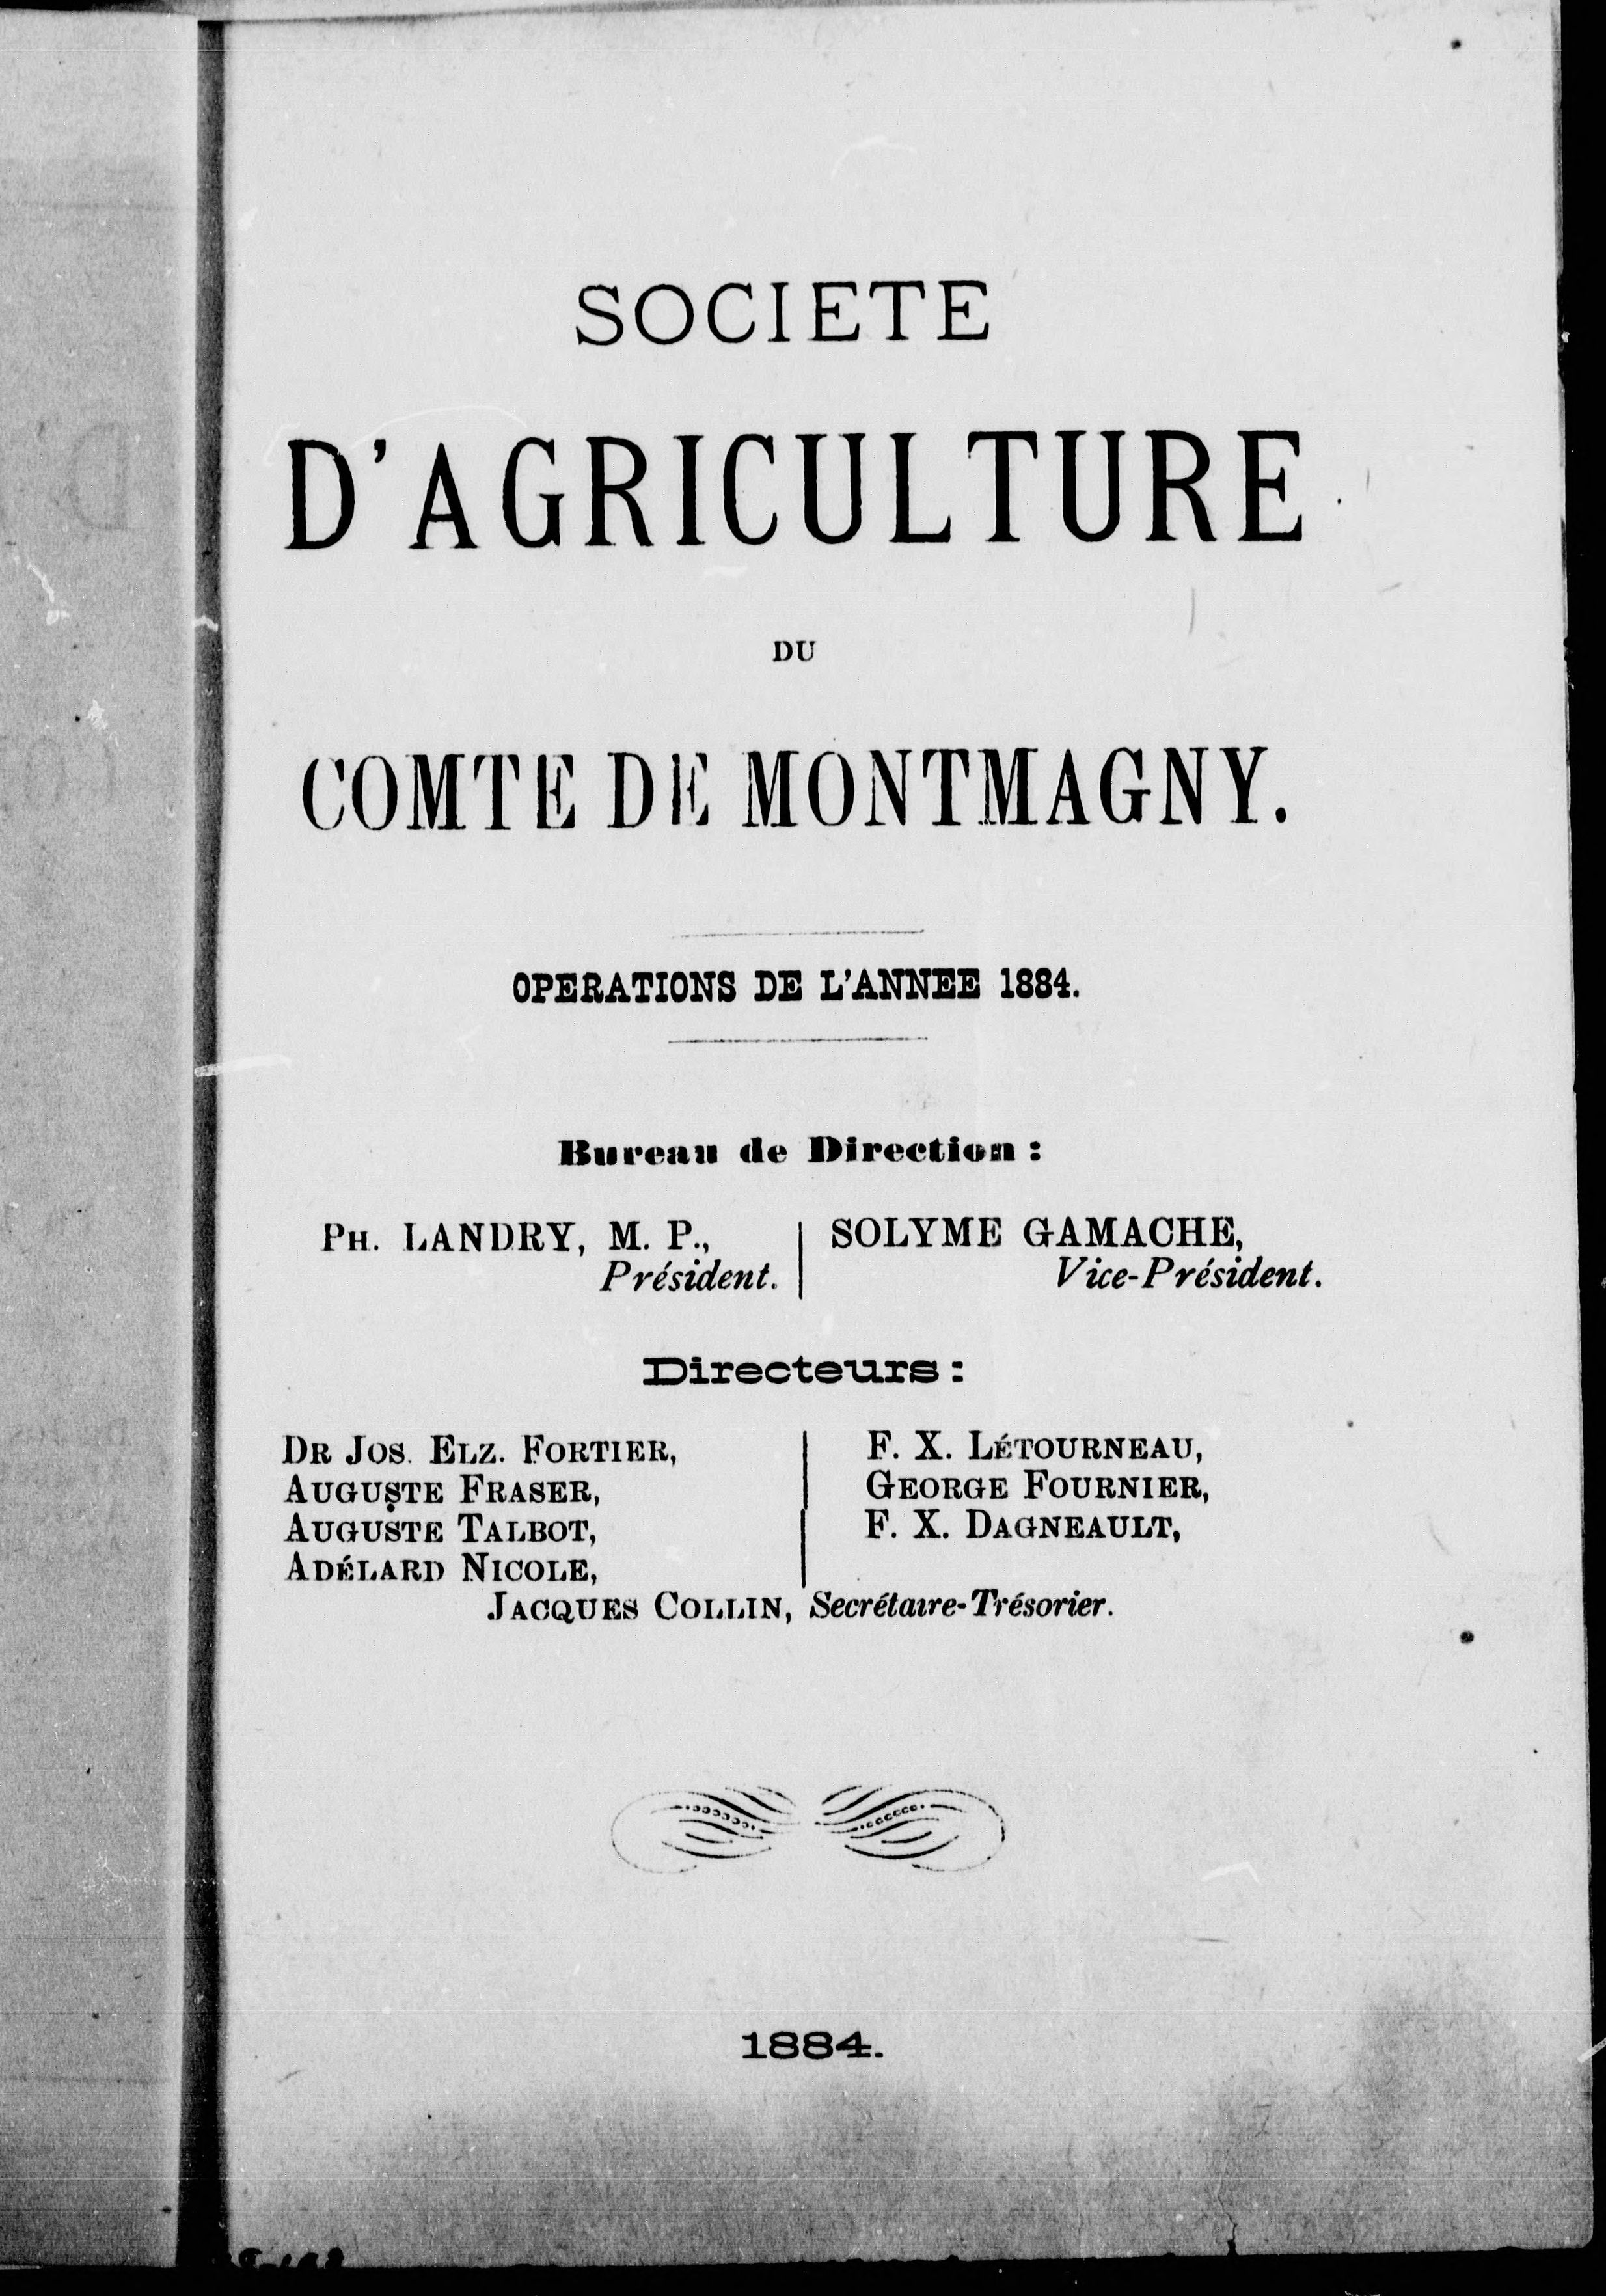 SOCIETE
D'AGRICULTURE
DU
COMTE DE MONTMAGNY.
OPERATIONS DE L'ANNEE 1884.
Bureau de Direction :
PH. LANDRY, M. P.,
Président.
SOLYME GAMACHE,
Vice-Président.
Directeurs :
DR JOS. ELZ. FORTIER,
AUGUSTE FRASER,
AUGUSTE TALBOT,
ADÉLARD NICOLE,
F. X. LÉTOURNEAU,
GEORGE FOURNIER,
F. X. DAGNEAULT,
JACQUES COLLIN, Secrétaire-Trésorier.
1884.